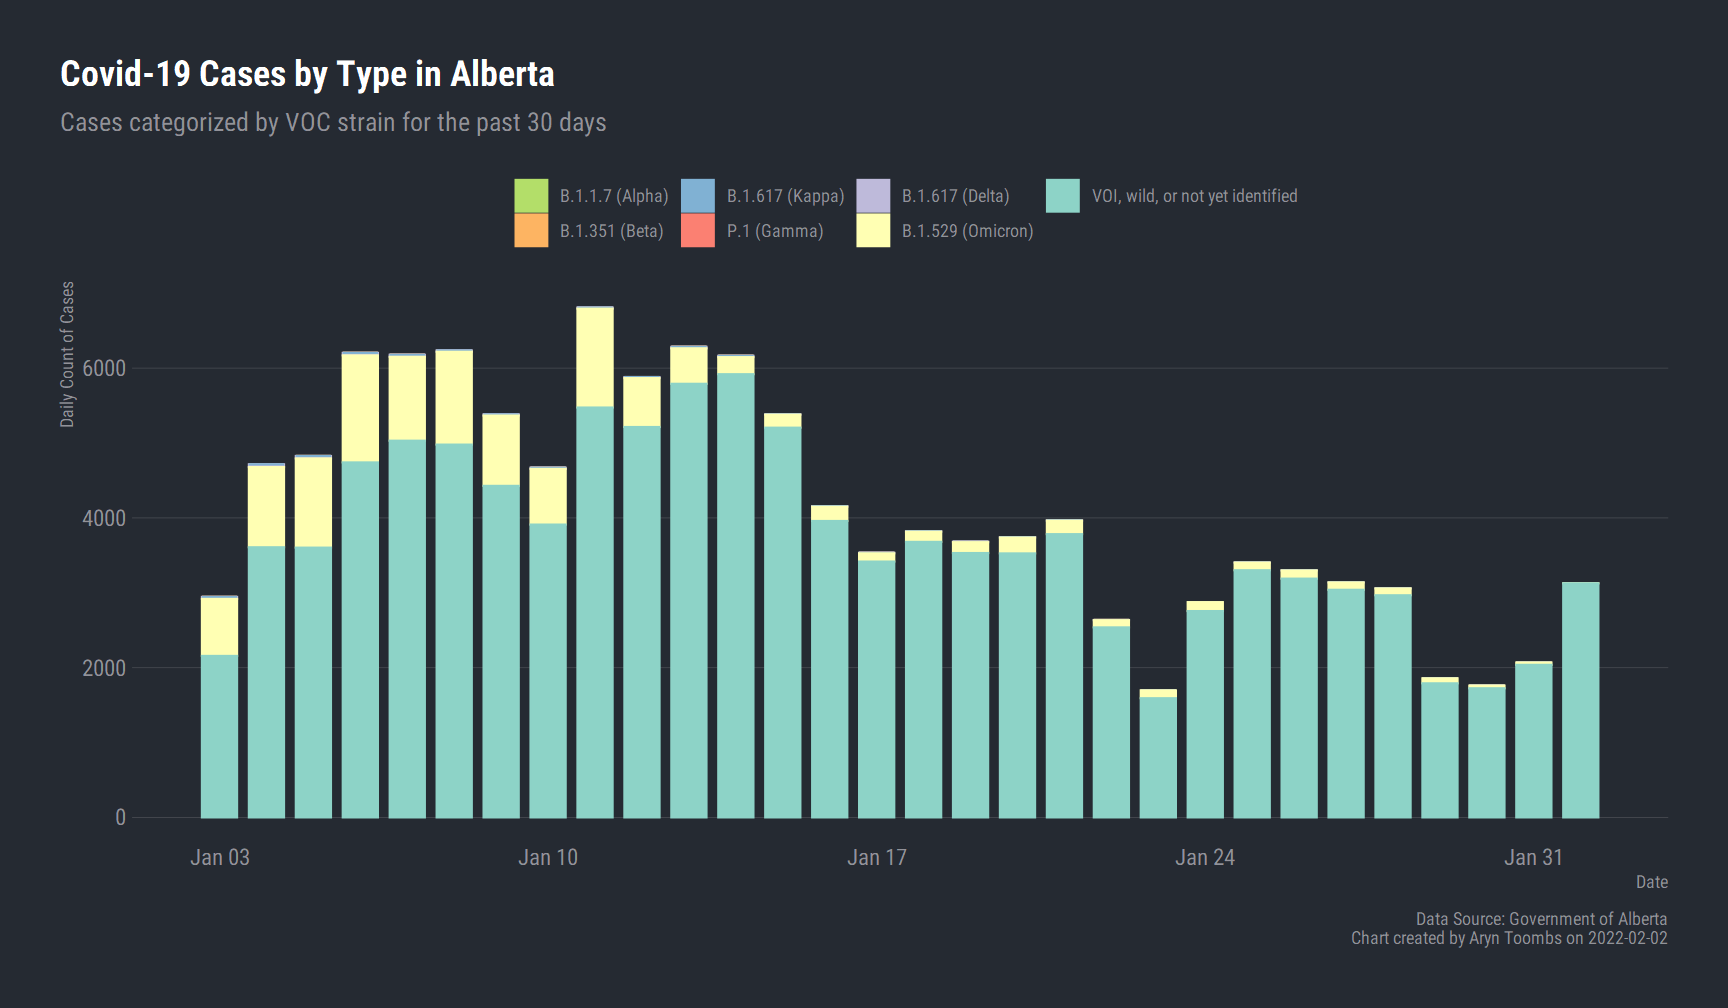 Covid-19 Cases by Type in Alberta
Cases categorized by VOC strain for the past 30 days
B.1.1.7 (Alpha)
B.1.617 (Kappa)
B.1.617 (Delta)
VOI, wild, or not yet identified
B.1.351 (Beta)
P.1 (Gamma)
B.1.529 (Omicron)
Daily Count of Cases
6000
4000
2000
0
Jan 03
Jan 10
Jan 17
Jan 24
Jan 31
Date
Data Source: Government of Alberta
Chart created by Aryn Toombs on 2022-02-02